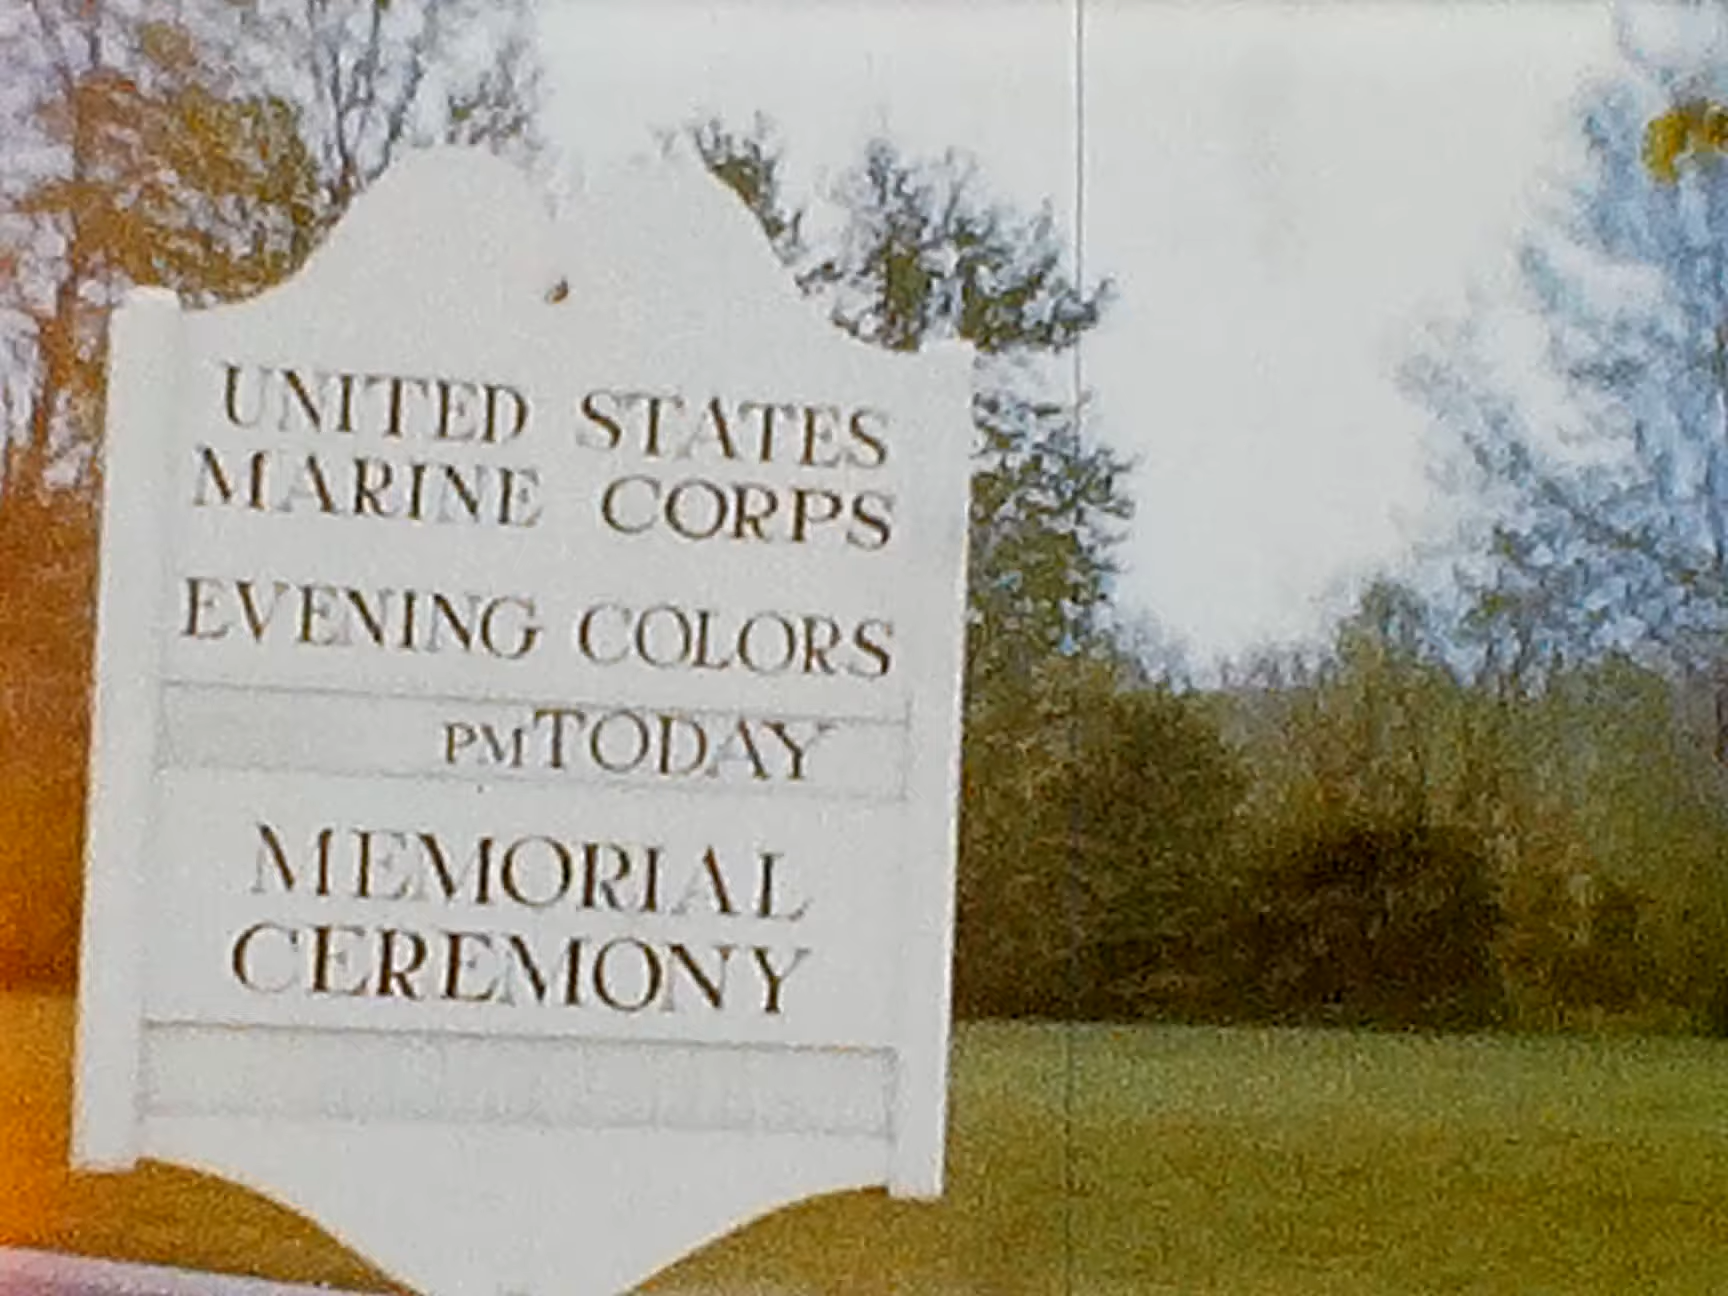 UNITED STATES
MARINE CORPS
EVENING COLORS
PM TODAY
MEMORIAL
CEREMONY